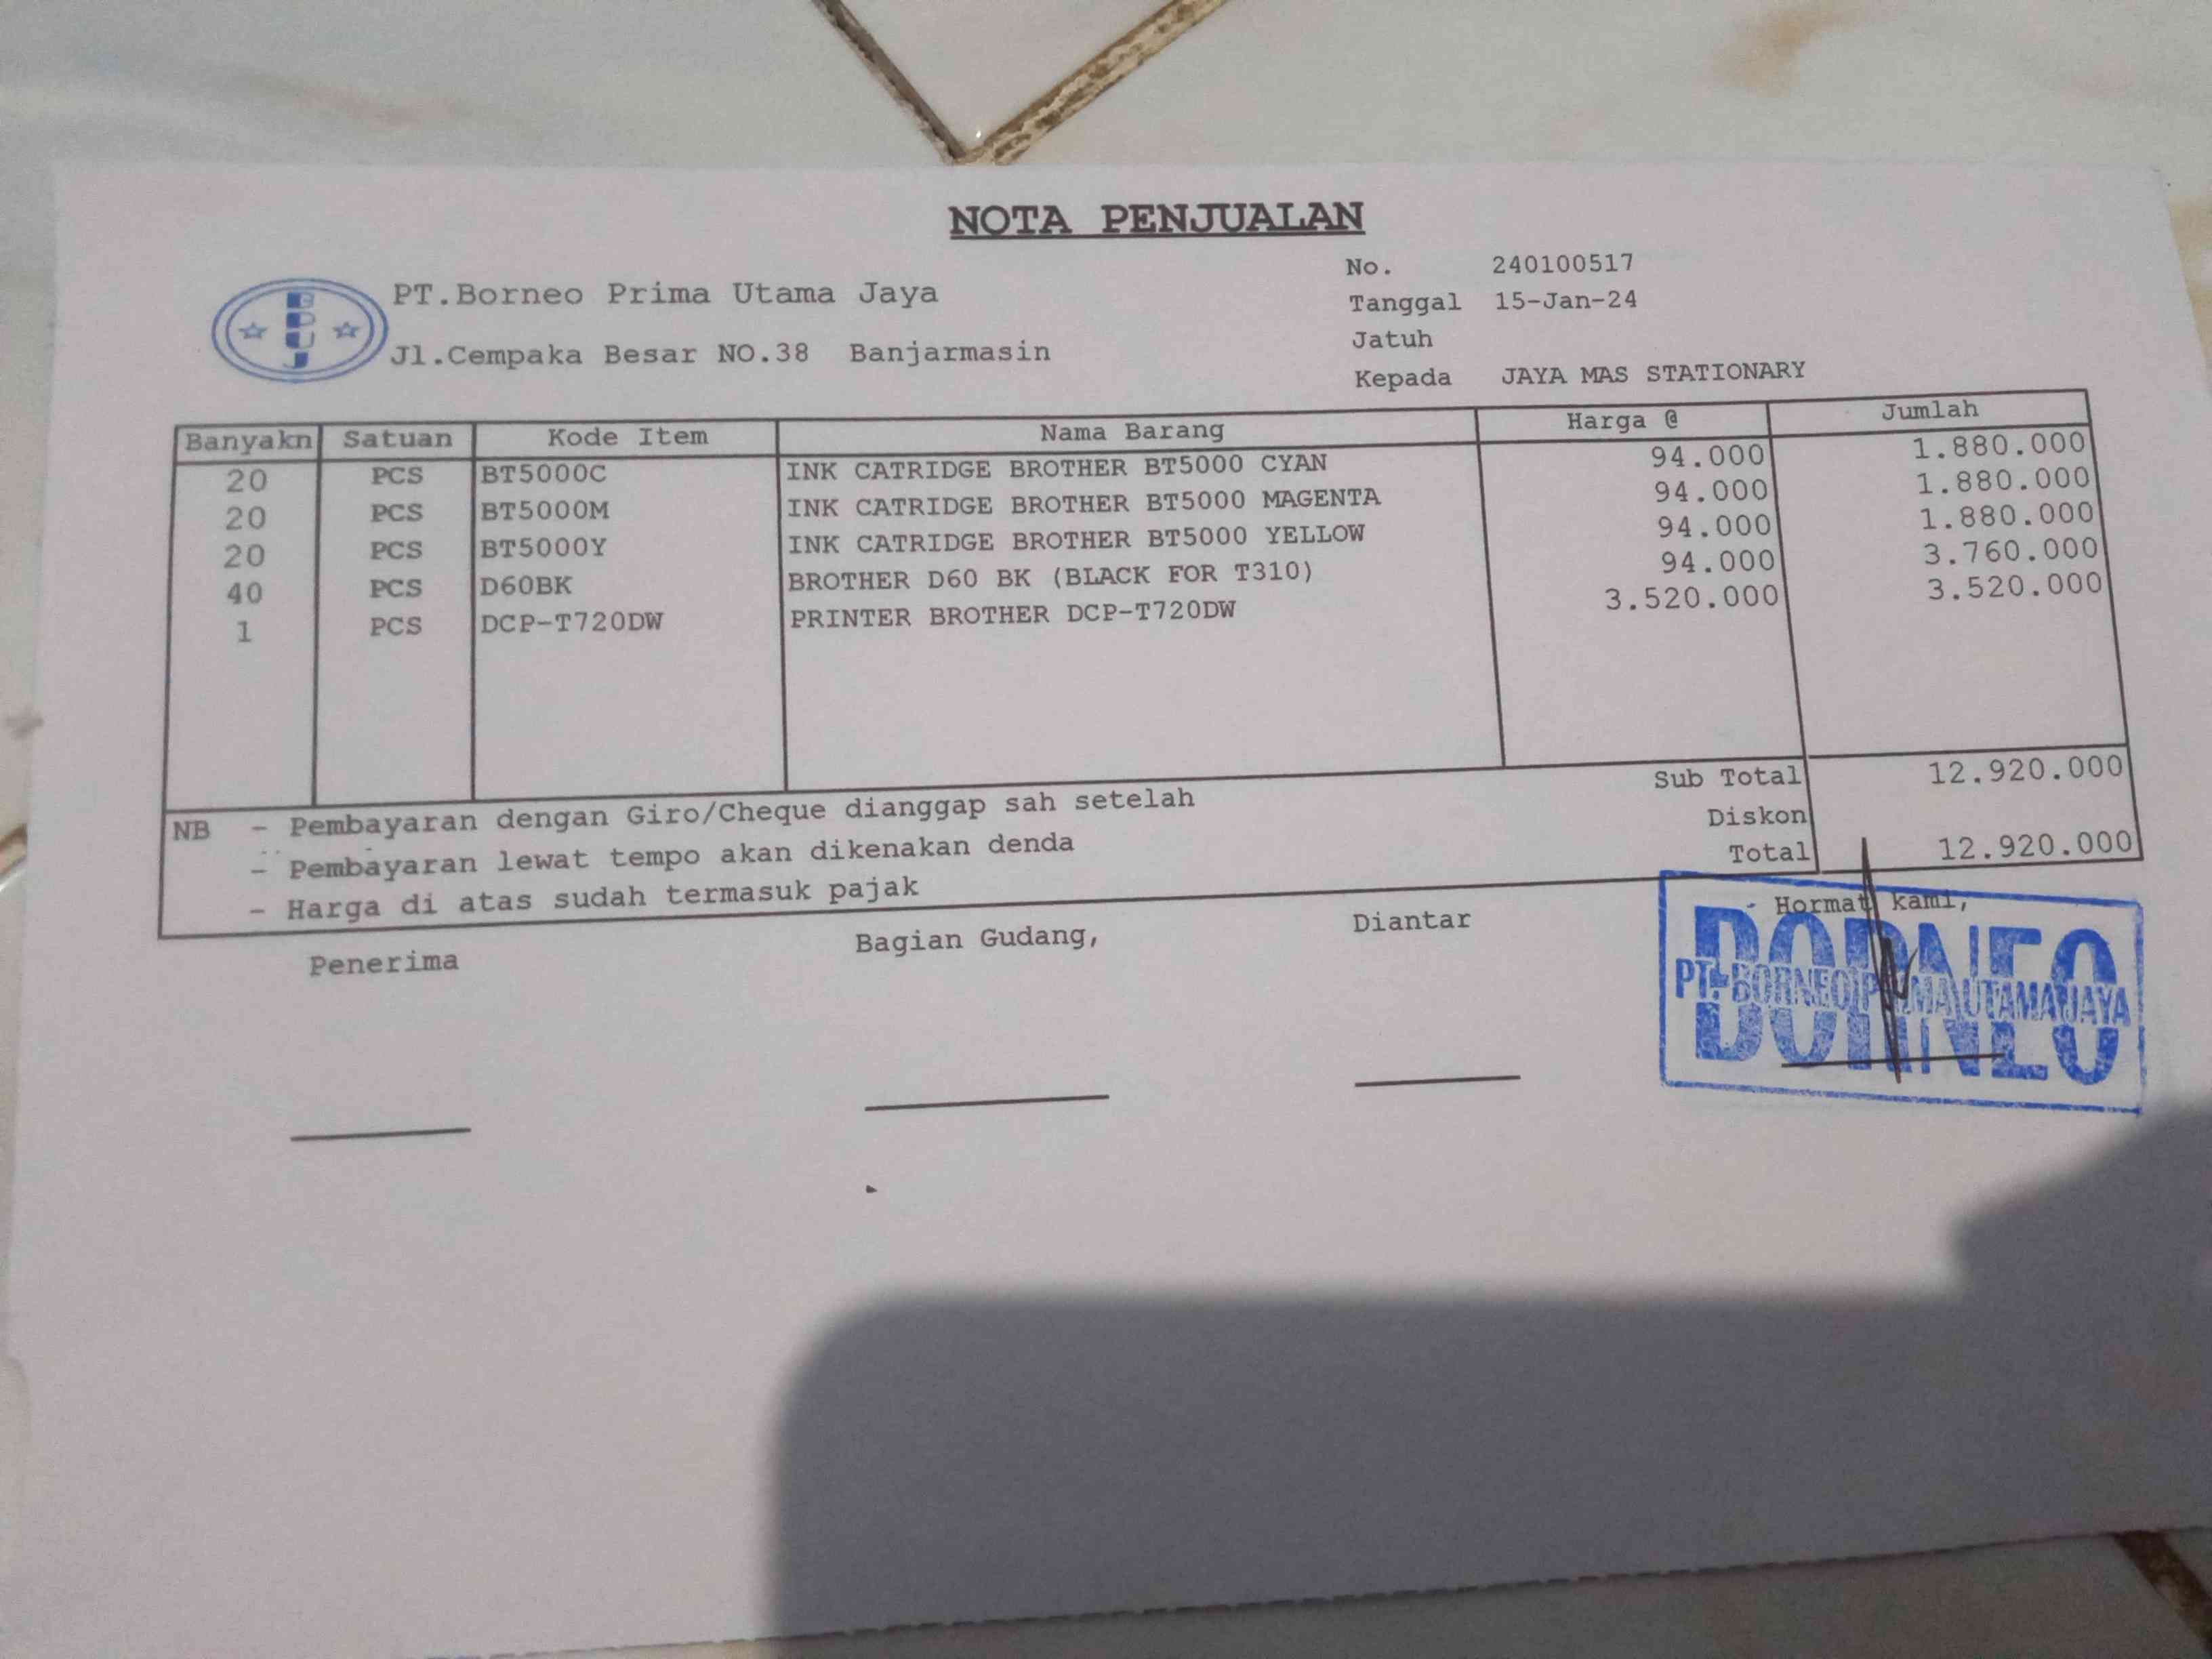 NOTA PENJUALAN
BPUJ
PT.Borneo Prima Utama Jaya
Jl.Cempaka Besar NO.38 Banjarmasin
No. 240100517
Tanggal 15-Jan-24
Jatuh
Kepada JAYA MAS STATIONARY
Banyakn Satuan Kode Item Nama Barang Harga @ Jumlah
20 PCS BT5000C INK CATRIDGE BROTHER BT5000 CYAN 94.000 1.880.000
20 PCS BT5000M INK CATRIDGE BROTHER BT5000 MAGENTA 94.000 1.880.000
20 PCS BT5000Y INK CATRIDGE BROTHER BT5000 YELLOW 94.000 1.880.000
40 PCS D60BK BROTHER D60 BK (BLACK FOR T310) 94.000 3.760.000
1 PCS DCP-T720DW PRINTER BROTHER DCP-T720DW 3.520.000 3.520.000
Sub Total 12.920.000
Diskon
Total 12.920.000
NB - Pembayaran dengan Giro/Cheque dianggap sah setelah
- Pembayaran lewat tempo akan dikenakan denda
- Harga di atas sudah termasuk pajak
Penerima Bagian Gudang, Diantar Hormat kami,
BORNEO
PT. BORNEO PRIMA UTAMA JAYA